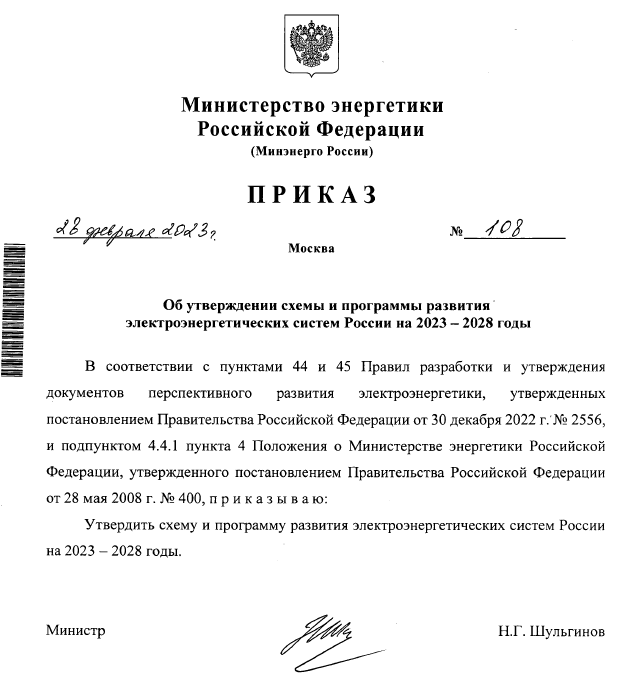 Министерство энергетики
Российской Федерации
(Минэнерго России)
ПРИКАЗ
28 февраля 2023г.
№ 108
Москва
Об утверждении схемы и программы развития
электроэнергетических систем России на 2023 – 2028 годы
В соответствии с пунктами 44 и 45 Правил разработки и утверждения
документов перспективного развития электроэнергетики, утвержденных
постановлением Правительства Российской Федерации от 30 декабря 2022 г. № 2556,
и подпунктом 4.4.1 пункта 4 Положения о Министерстве энергетики Российской
Федерации, утвержденного постановлением Правительства Российской Федерации
от 28 мая 2008 г. № 400, п р и к а з ы в а ю:
Утвердить схему и программу развития электроэнергетических систем России
на 2023 – 2028 годы.
Министр
Н.Г. Шульгинов